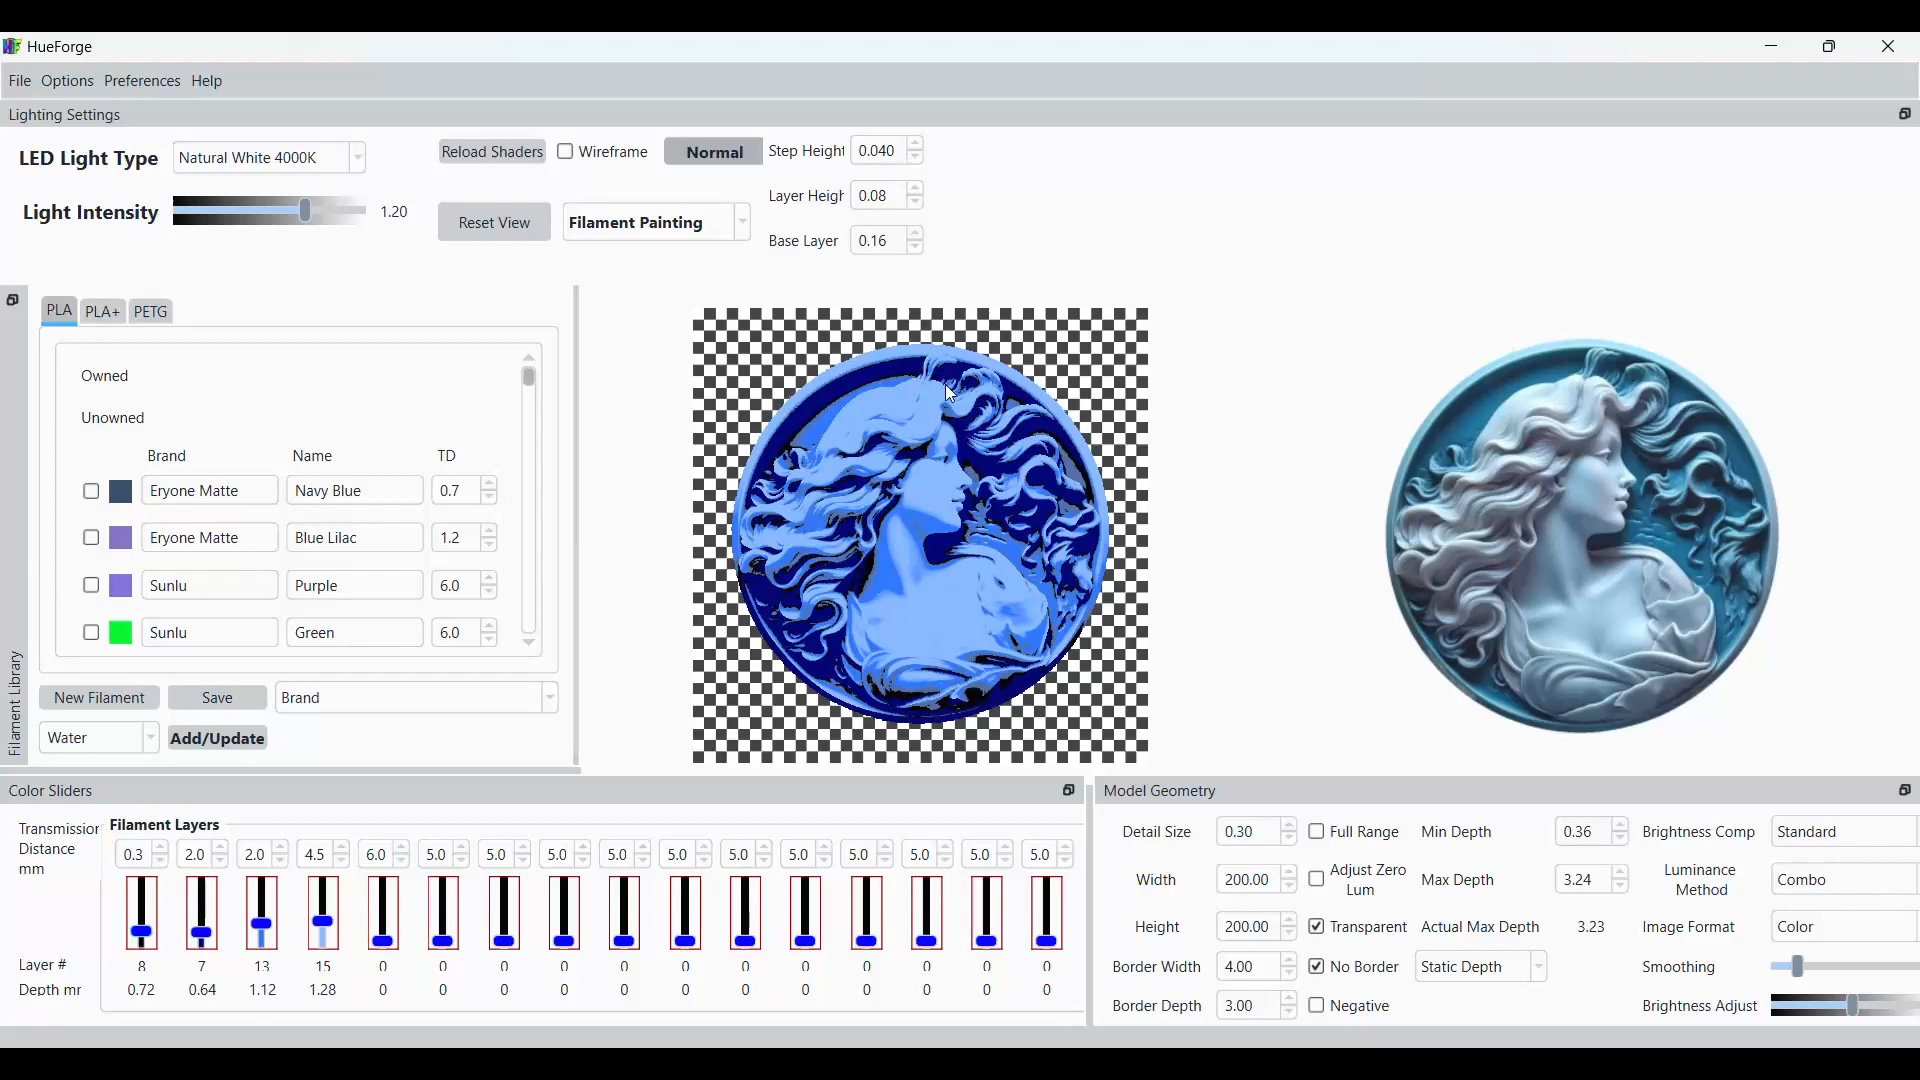 HueForge
File Options Preferences Help
Lighting Settings
LED Light Type Natural White 4000K Reload Shaders Wireframe Normal Step Height 0.040
Layer Heigh 0.08
Light Intensity 1.20 Reset View Filament Painting
Base Layer 0.16
PLA PLA+ PETG
Owned
Unowned
Brand Name TD
Eryone Matte Navy Blue 0.7
Eryone Matte Blue Lilac 1.2
Sunlu Purple 6.0
Sunlu Green 6.0
Filament Library
New Filament Save Brand
Water Add/Update
Color Sliders
Transmission Distance mm
Filament Layers
0.3 2.0 2.0 4.5 6.0 5.0 5.0 5.0 5.0 5.0 5.0 5.0 5.0 5.0 5.0 5.0
Layer # 8 7 13 15 0 0 0 0 0 0 0 0 0 0 0 0
Depth mr 0.72 0.64 1.12 1.28 0 0 0 0 0 0 0 0 0 0 0 0
Model Geometry
Detail Size 0.30 Full Range Min Depth 0.36 Brightness Comp Standard
Width 200.00 Adjust Zero Lum Max Depth 3.24 Luminance Method Combo
Height 200.00 Transparent Actual Max Depth 3.23 Image Format Color
Border Width 4.00 No Border Static Depth Smoothing
Border Depth 3.00 Negative Brightness Adjust